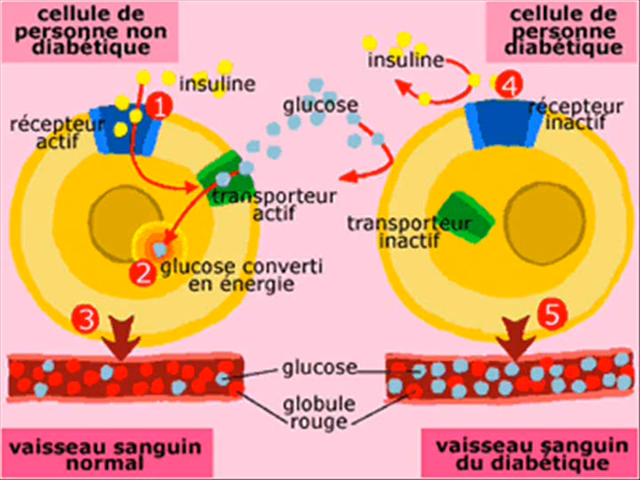 cellule de
personne non
diabétique
cellule de
personne
diabétique
insuline
insuline
1
4
glucose
récepteur
actif
récepteur
inactif
transporteur
actif
transporteur
inactif
2
glucose converti
en énergie
3
5
glucose
globule
rouge
vaisseau sanguin
normal
vaisseau sanguin
du diabétique